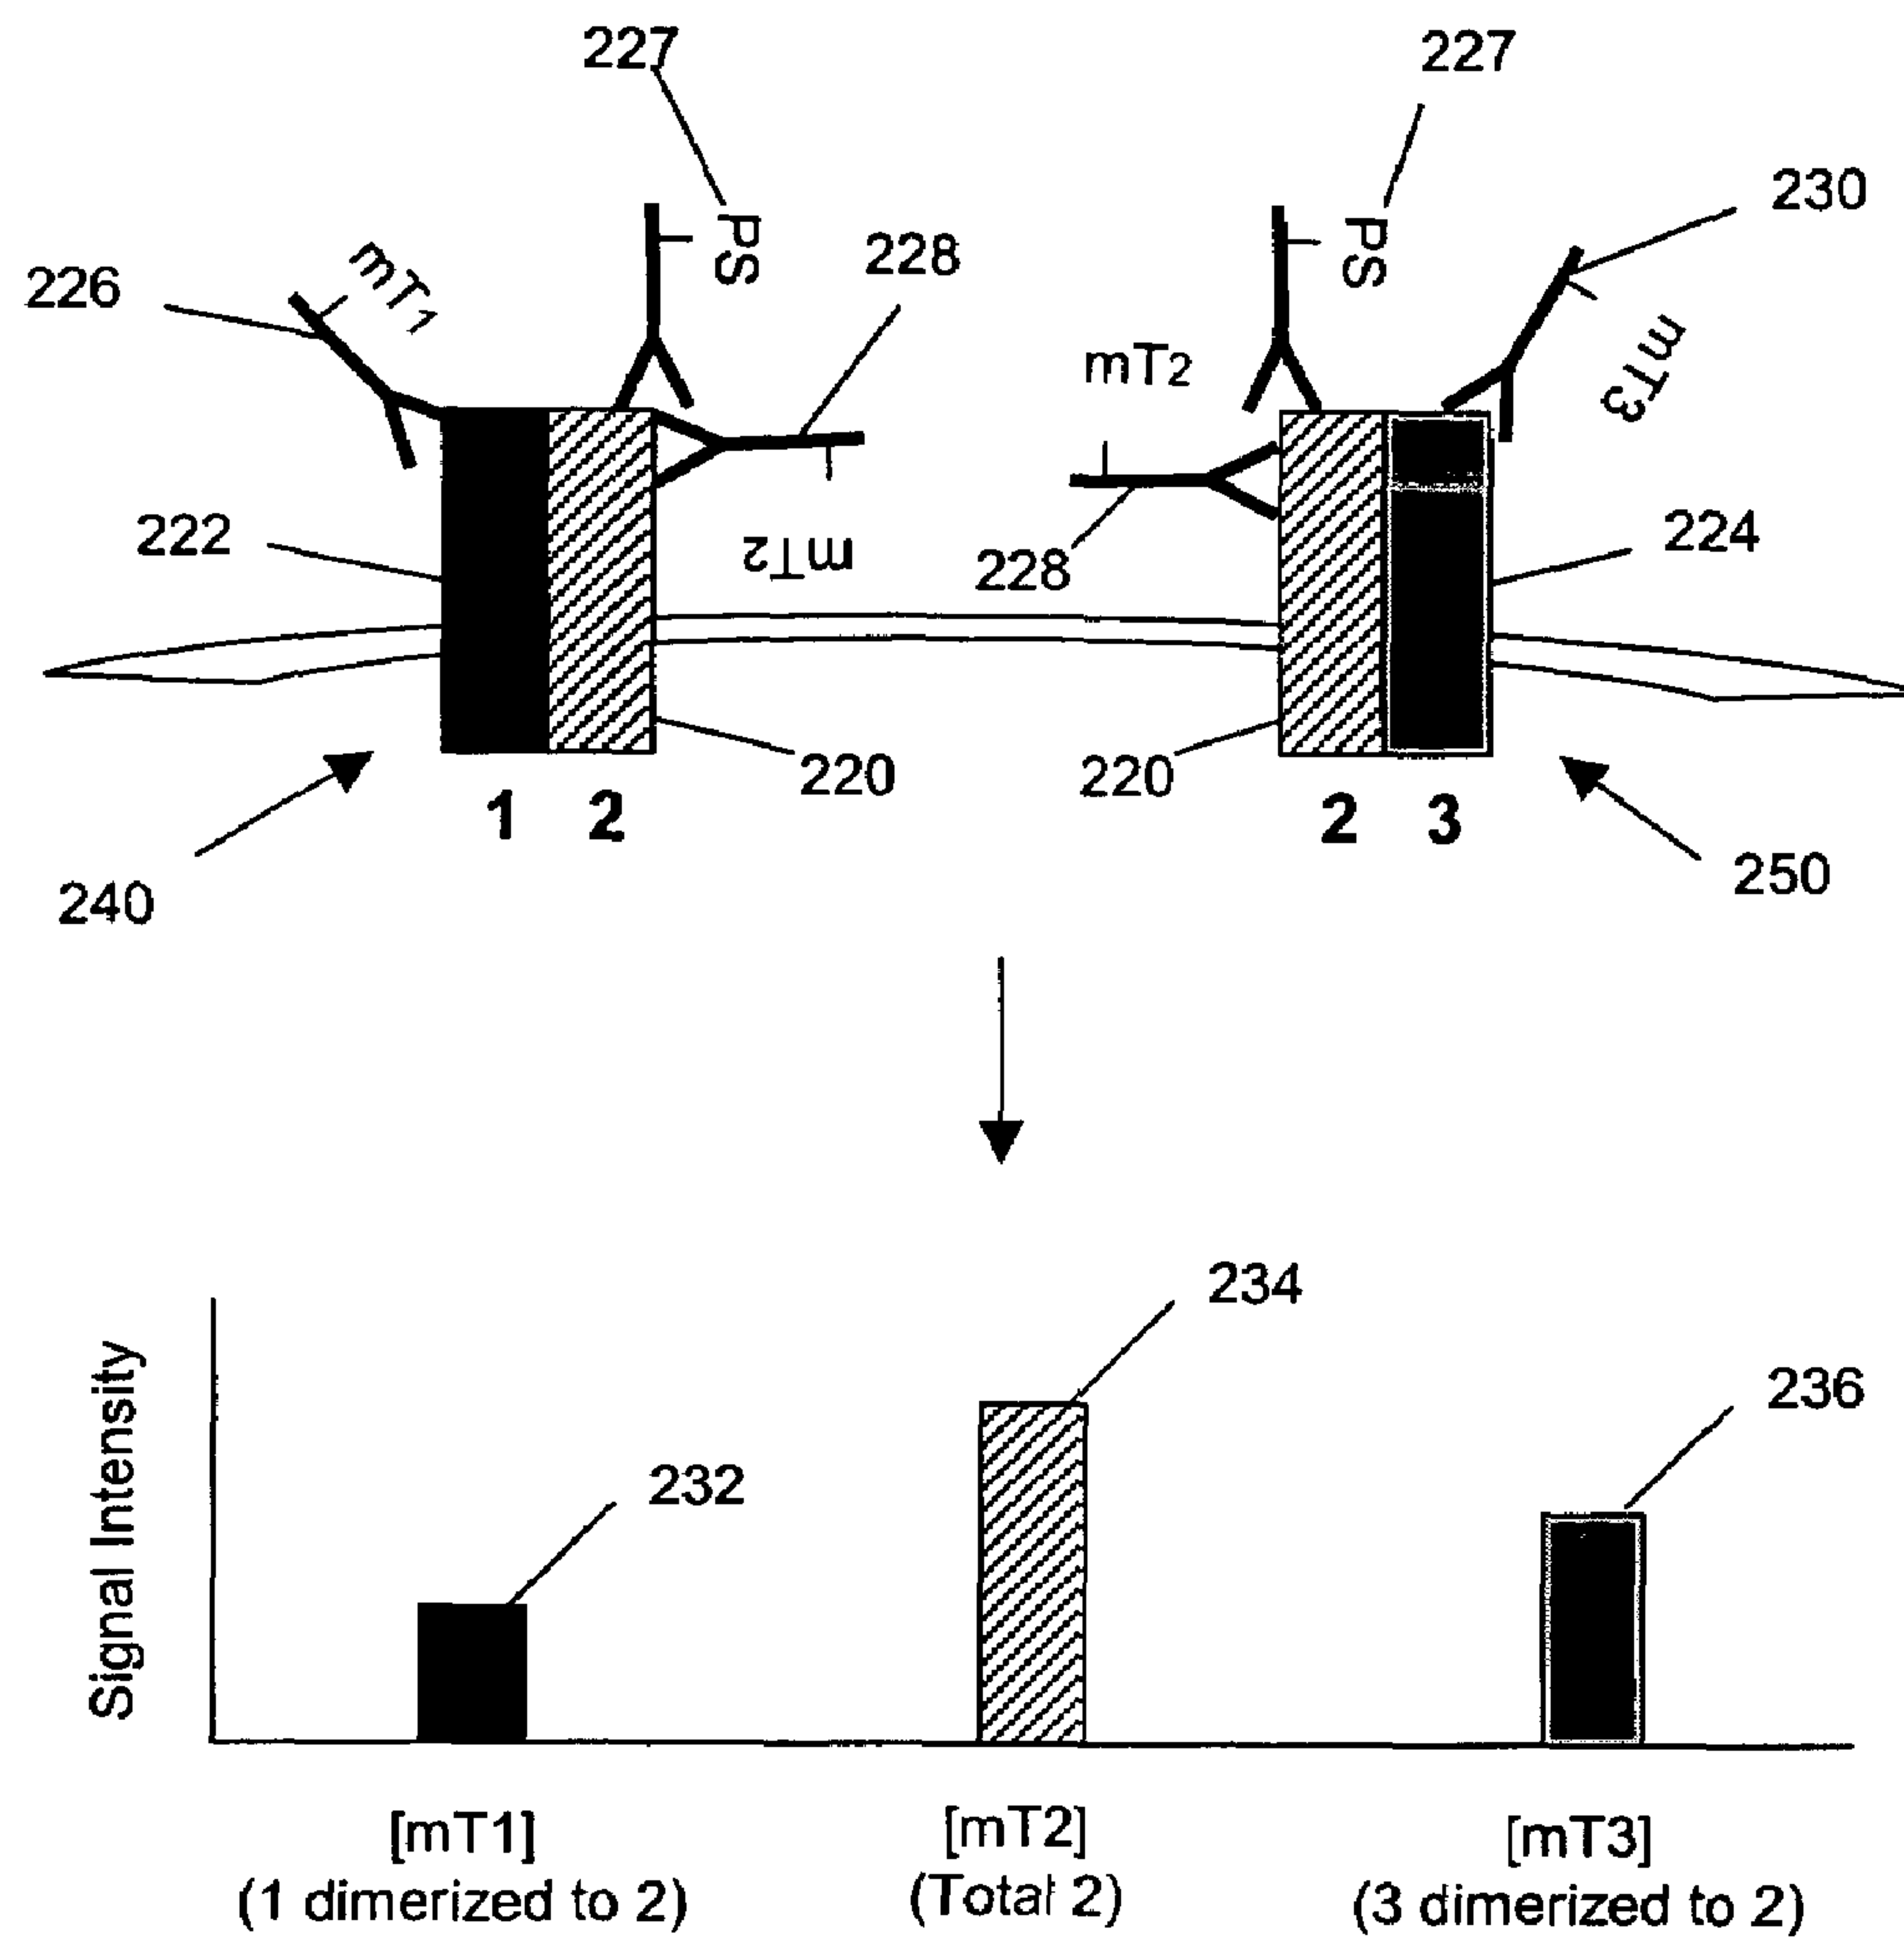 227
227
230
PS
PS
228
226
mT1
mT2
mT3
222
mT2
228
224
220
220
1 2
2 3
240
250
234
236
232
Signal Intensity
[mT1]
[mT2]
[mT3]
(1 dimerized to 2)
(Total 2)
(3 dimerized to 2)